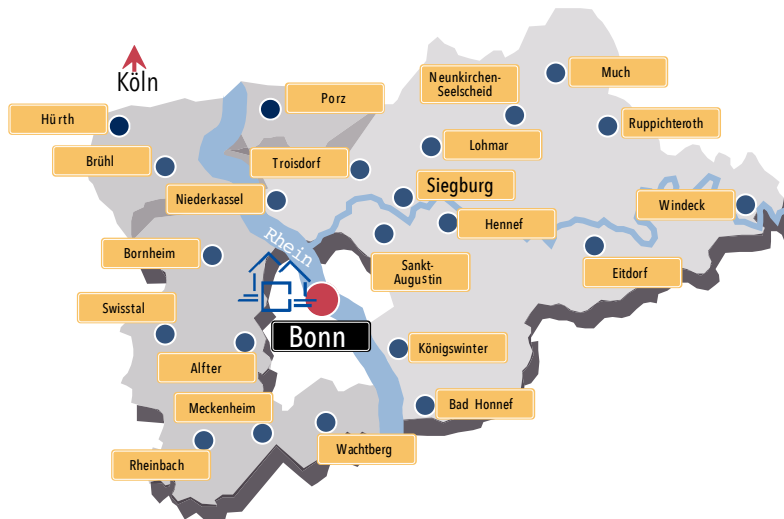 Köln
Neunkirchen-
Seelscheid
Much
Porz
Hürth
Ruppichteroth
Lohmar
Brühl
Troisdorf
Siegburg
Niederkassel
Windeck
Hennef
Rhein
Bornheim
Sankt-
Augustin
Eitdorf
Swisstal
Bonn
Königswinter
Alfter
Meckenheim
Bad Honnef
Wachtberg
Rheinbach